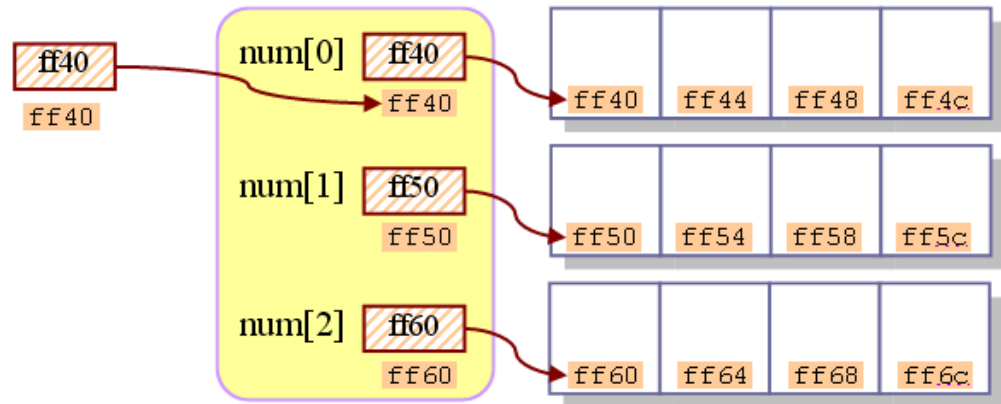 ff40
ff40
num[0] ff40
ff40
ff40 ff44 ff48 ff4c
num[1] ff50
ff50
ff50 ff54 ff58 ff5c
num[2] ff60
ff60
ff60 ff64 ff68 ff6c